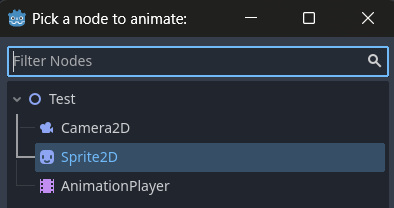 Pick a node to animate:
Filter Nodes
Test
Camera2D
Sprite2D
AnimationPlayer